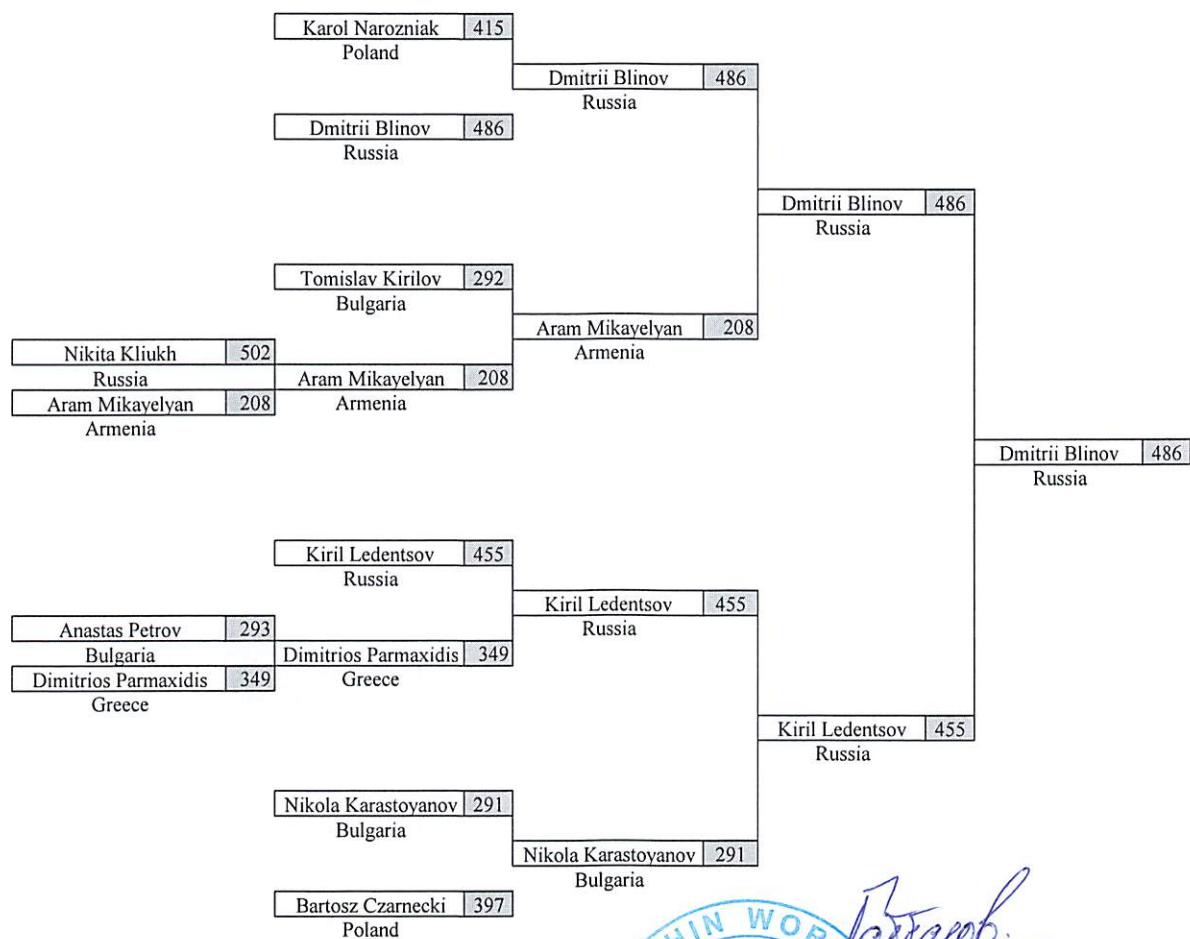 Karol Narozniak 415
Poland
Dmitrii Blinov 486
Russia
Dmitrii Blinov 486
Russia
Dmitrii Blinov 486
Russia
Tomislav Kirilov 292
Bulgaria
Aram Mikayelyan 208
Armenia
Nikita Kliukh 502
Russia
Aram Mikayelyan 208
Armenia
Aram Mikayelyan 208
Armenia
Dmitrii Blinov 486
Russia
Kiril Ledentsov 455
Russia
Kiril Ledentsov 455
Russia
Anastas Petrov 293
Bulgaria
Dimitrios Parmaxidis 349
Greece
Dimitrios Parmaxidis 349
Greece
Kiril Ledentsov 455
Russia
Nikola Karastoyanov 291
Bulgaria
Nikola Karastoyanov 291
Bulgaria
Bartosz Czarnecki 397
Poland